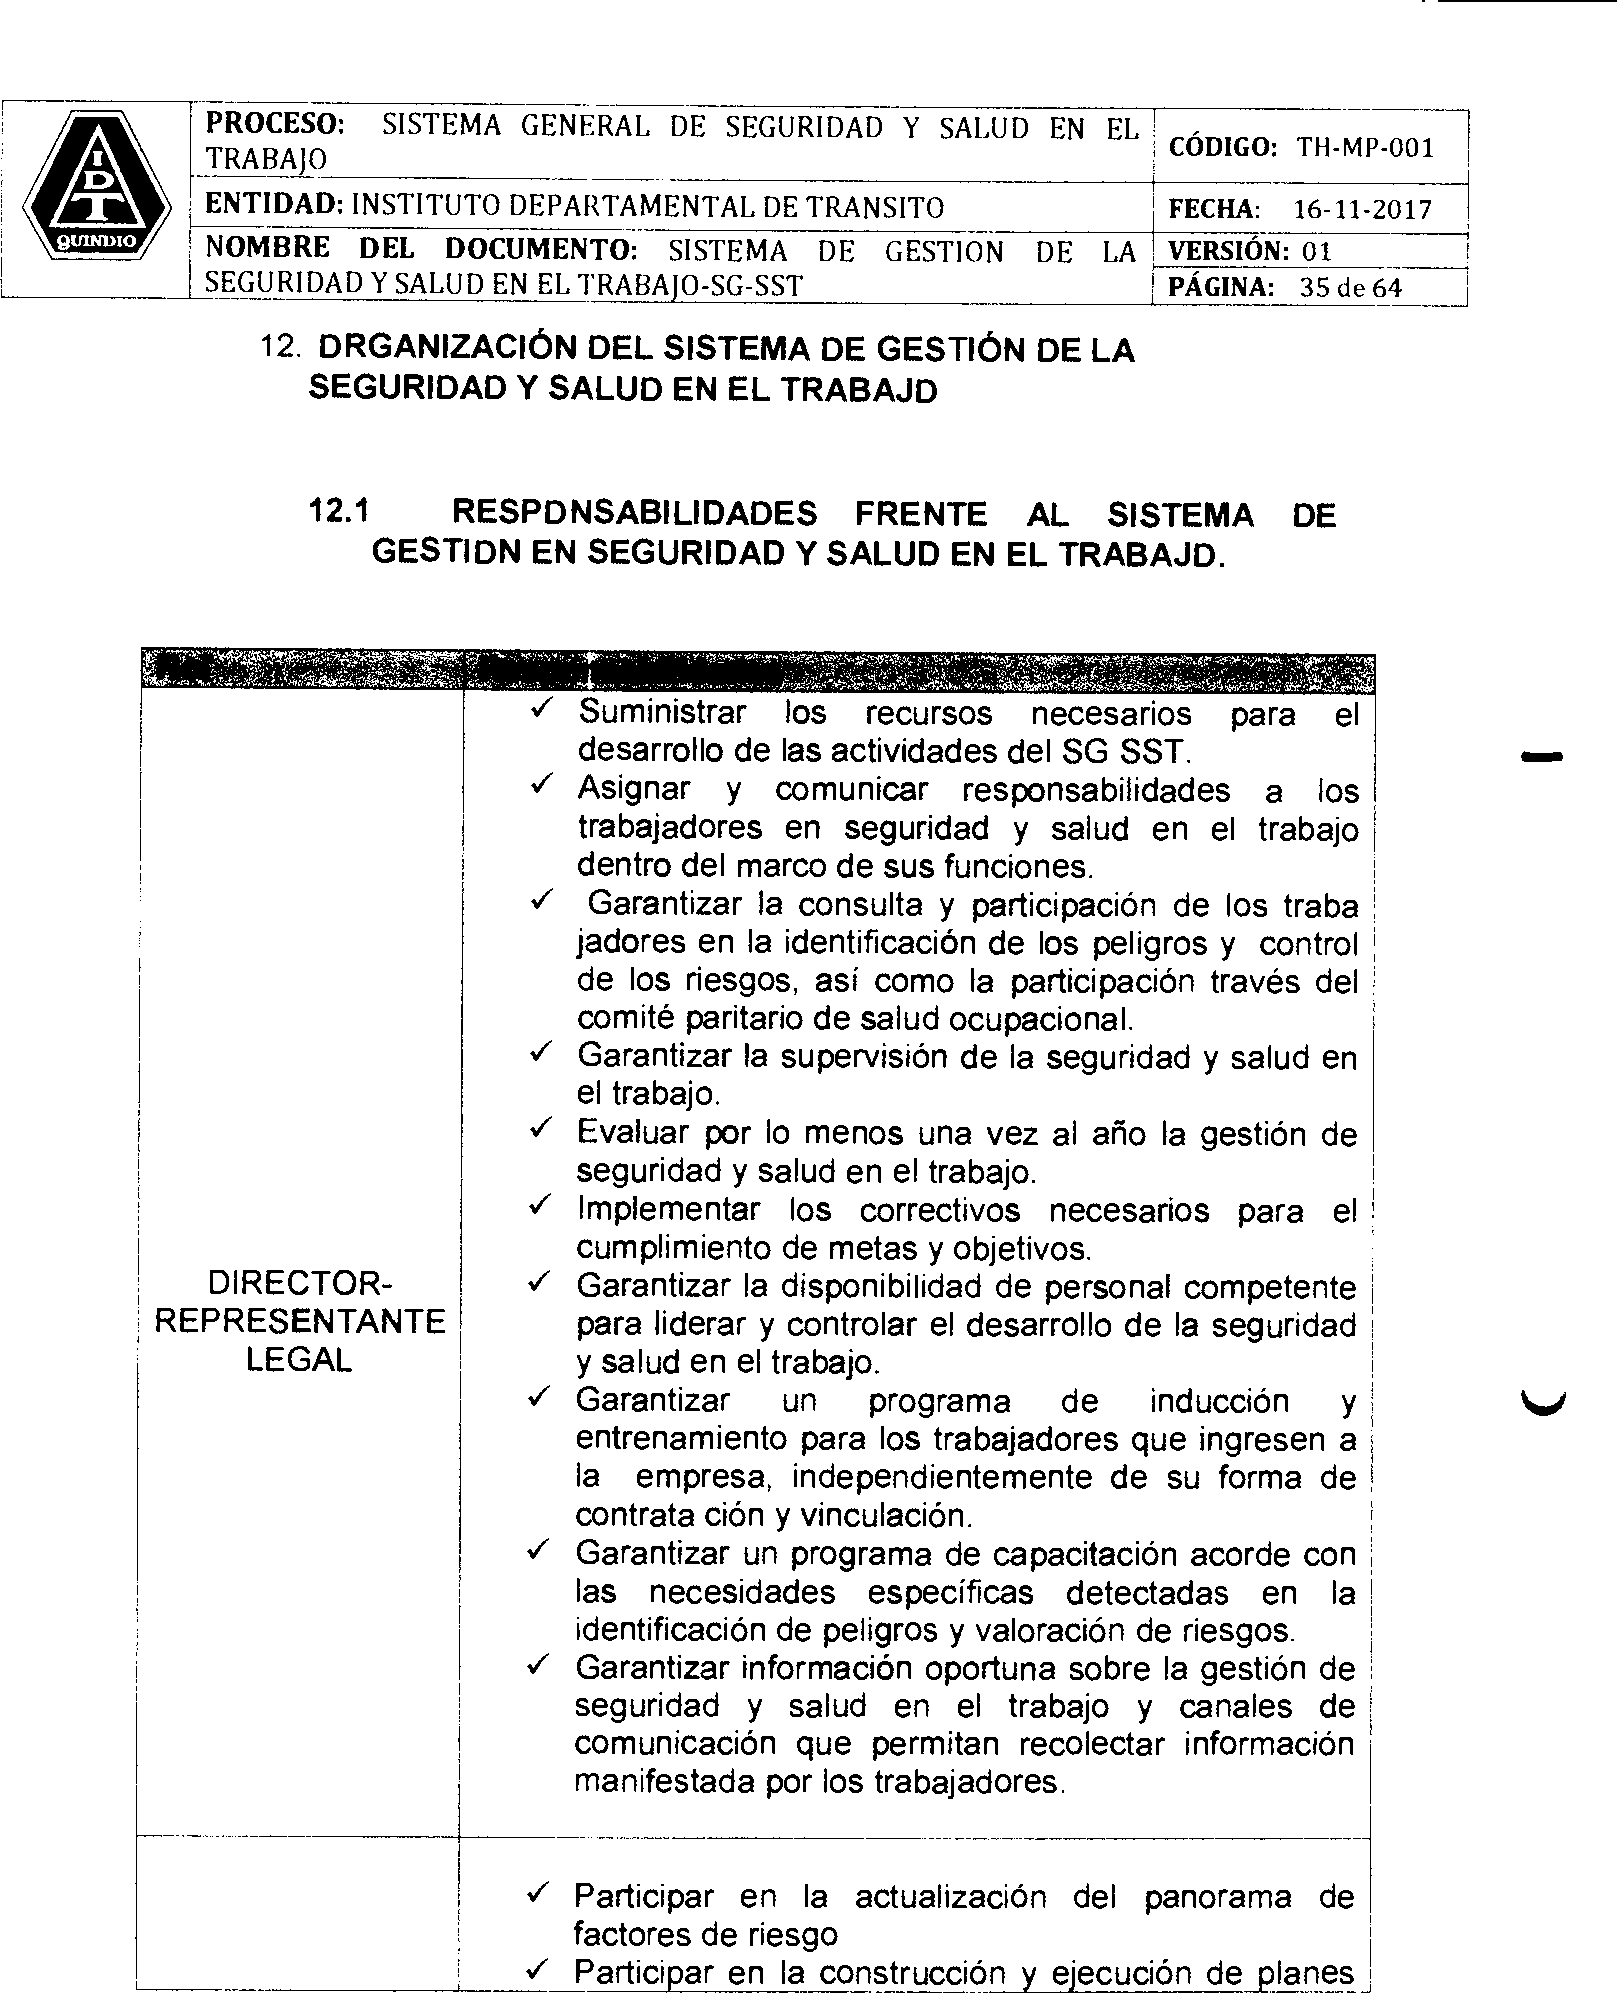 IDT
QUINDIO
PROCESO: SISTEMA GENERAL DE SEGURIDAD Y SALUD EN EL
TRABAJO
CÓDIGO: TH-MP-001
ENTIDAD: INSTITUTO DEPARTAMENTAL DE TRANSITO
FECHA: 16-11-2017
NOMBRE DEL DOCUMENTO: SISTEMA DE GESTION DE LA
SEGURIDAD Y SALUD EN EL TRABAJO-SG-SST
VERSIÓN: 01
PÁGINA: 35 de 64
12. DRGANIZACIÓN DEL SISTEMA DE GESTIÓN DE LA
SEGURIDAD Y SALUD EN EL TRABAJD
12.1 RESPDNSABILIDADES FRENTE AL SISTEMA DE
GESTIDN EN SEGURIDAD Y SALUD EN EL TRABAJD.
DIRECTOR-
REPRESENTANTE
LEGAL
✓ Suministrar los recursos necesarios para el
desarrollo de las actividades del SG SST.
✓ Asignar y comunicar responsabilidades a los
trabajadores en seguridad y salud en el trabajo
dentro del marco de sus funciones.
✓ Garantizar la consulta y participación de los traba
jadores en la identificación de los peligros y control
de los riesgos, así como la participación través del
comité paritario de salud ocupacional.
✓ Garantizar la supervisión de la seguridad y salud en
el trabajo.
✓ Evaluar por lo menos una vez al año la gestión de
seguridad y salud en el trabajo.
✓ Implementar los correctivos necesarios para el
cumplimiento de metas y objetivos.
✓ Garantizar la disponibilidad de personal competente
para liderar y controlar el desarrollo de la seguridad
y salud en el trabajo.
✓ Garantizar un programa de inducción y
entrenamiento para los trabajadores que ingresen a
la empresa, independientemente de su forma de
contrata ción y vinculación.
✓ Garantizar un programa de capacitación acorde con
las necesidades específicas detectadas en la
identificación de peligros y valoración de riesgos.
✓ Garantizar información oportuna sobre la gestión de
seguridad y salud en el trabajo y canales de
comunicación que permitan recolectar información
manifestada por los trabajadores.
✓ Participar en la actualización del panorama de
factores de riesgo
✓ Participar en la construcción y ejecución de planes